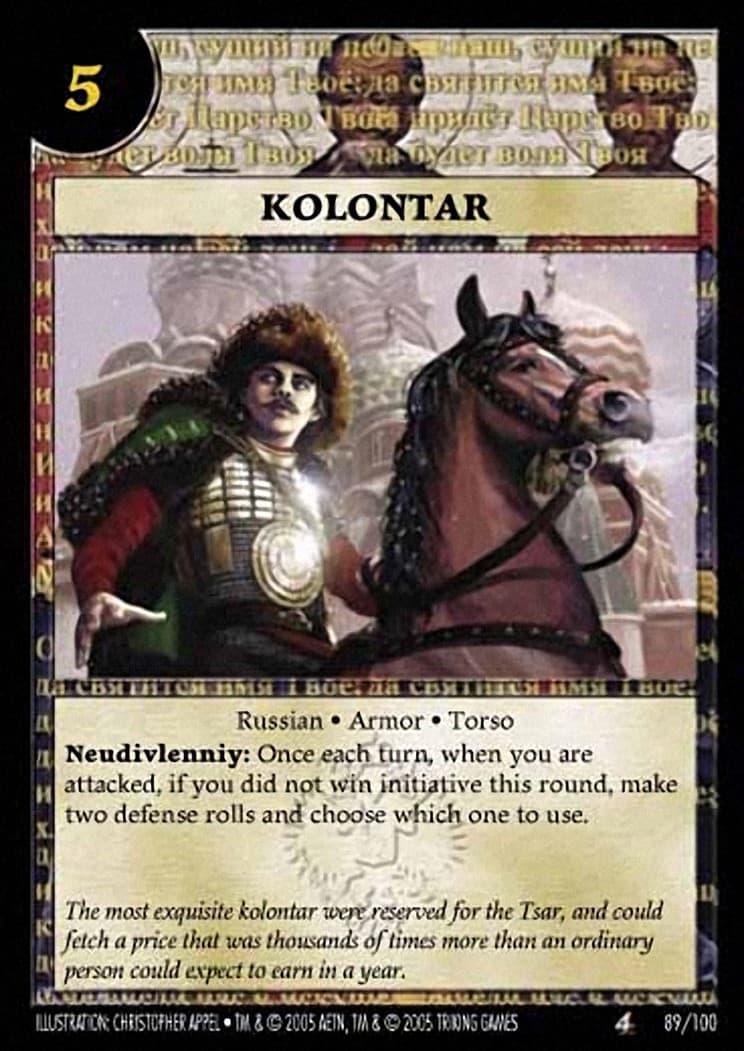 5
KOLONTAR
Russian • Armor • Torso
Neudivlenniy: Once each turn, when you are
attacked, if you did not win initiative this round, make
two defense rolls and choose which one to use.
The most exquisite kolontar were reserved for the Tsar, and could
fetch a price that was thousands of times more than an ordinary
person could expect to earn in a year.
ILLUSTRATION: CHRISTOPHER APPEL • TM & © 2005 AETN, TM & © 2005 TRIKING GAMES
4
89/100